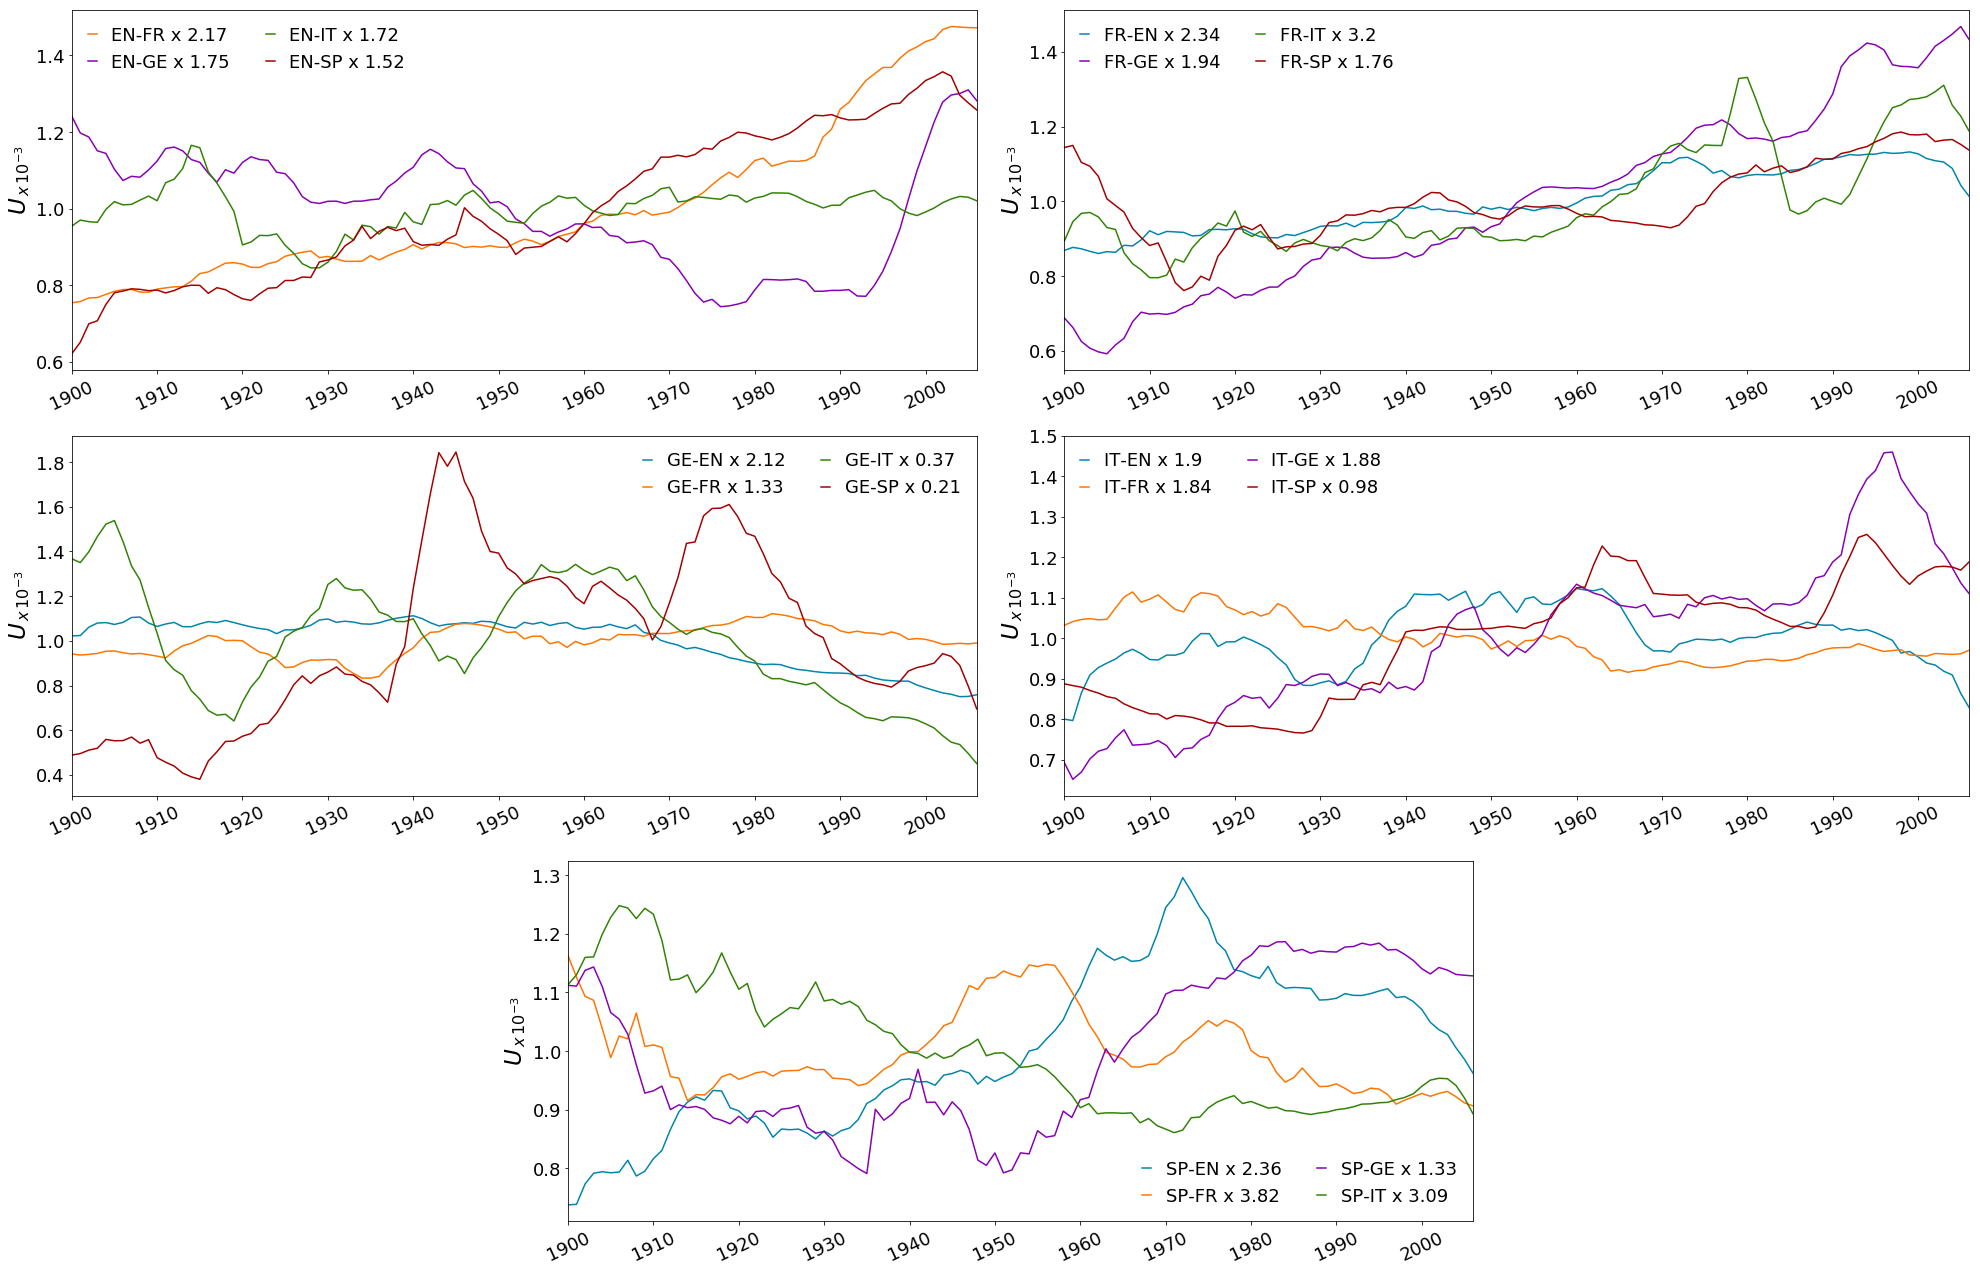 EN-FR x 2.17 EN-IT x 1.72
EN-GE x 1.75 EN-SP x 1.52
1.4
1.2
1.0
0.8
0.6
U x 10⁻³
1900 1910 1920 1930 1940 1950 1960 1970 1980 1990 2000
FR-EN x 2.34 FR-IT x 3.2
FR-GE x 1.94 FR-SP x 1.76
1.4
1.2
1.0
0.8
0.6
U x 10⁻³
1900 1910 1920 1930 1940 1950 1960 1970 1980 1990 2000
GE-EN x 2.12 GE-IT x 0.37
GE-FR x 1.33 GE-SP x 0.21
1.8
1.6
1.4
1.2
1.0
0.8
0.6
0.4
U x 10⁻³
1900 1910 1920 1930 1940 1950 1960 1970 1980 1990 2000
IT-EN x 1.9 IT-GE x 1.88
IT-FR x 1.84 IT-SP x 0.98
1.5
1.4
1.3
1.2
1.1
1.0
0.9
0.8
0.7
U x 10⁻³
1900 1910 1920 1930 1940 1950 1960 1970 1980 1990 2000
1.3
1.2
1.1
1.0
0.9
0.8
U x 10⁻³
SP-EN x 2.36 SP-GE x 1.33
SP-FR x 3.82 SP-IT x 3.09
1900 1910 1920 1930 1940 1950 1960 1970 1980 1990 2000